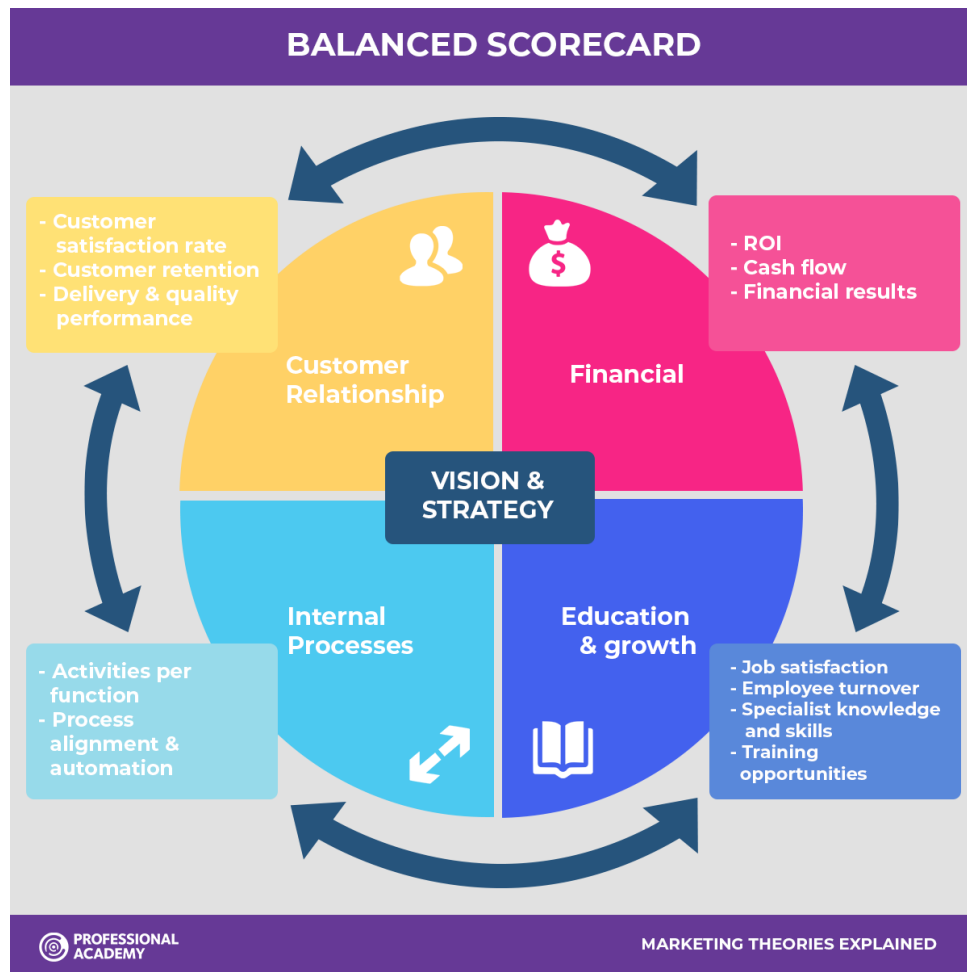 BALANCED SCORECARD
- Customer
satisfaction rate
- Customer retention
- Delivery & quality
performance
- ROI
- Cash flow
- Financial results
Customer
Relationship
Financial
$
VISION &
STRATEGY
Internal
Processes
Education
& growth
- Activities per
function
- Process
alignment &
automation
- Job satisfaction
- Employee turnover
- Specialist knowledge
and skills
- Training
opportunities
PROFESSIONAL
ACADEMY
MARKETING THEORIES EXPLAINED